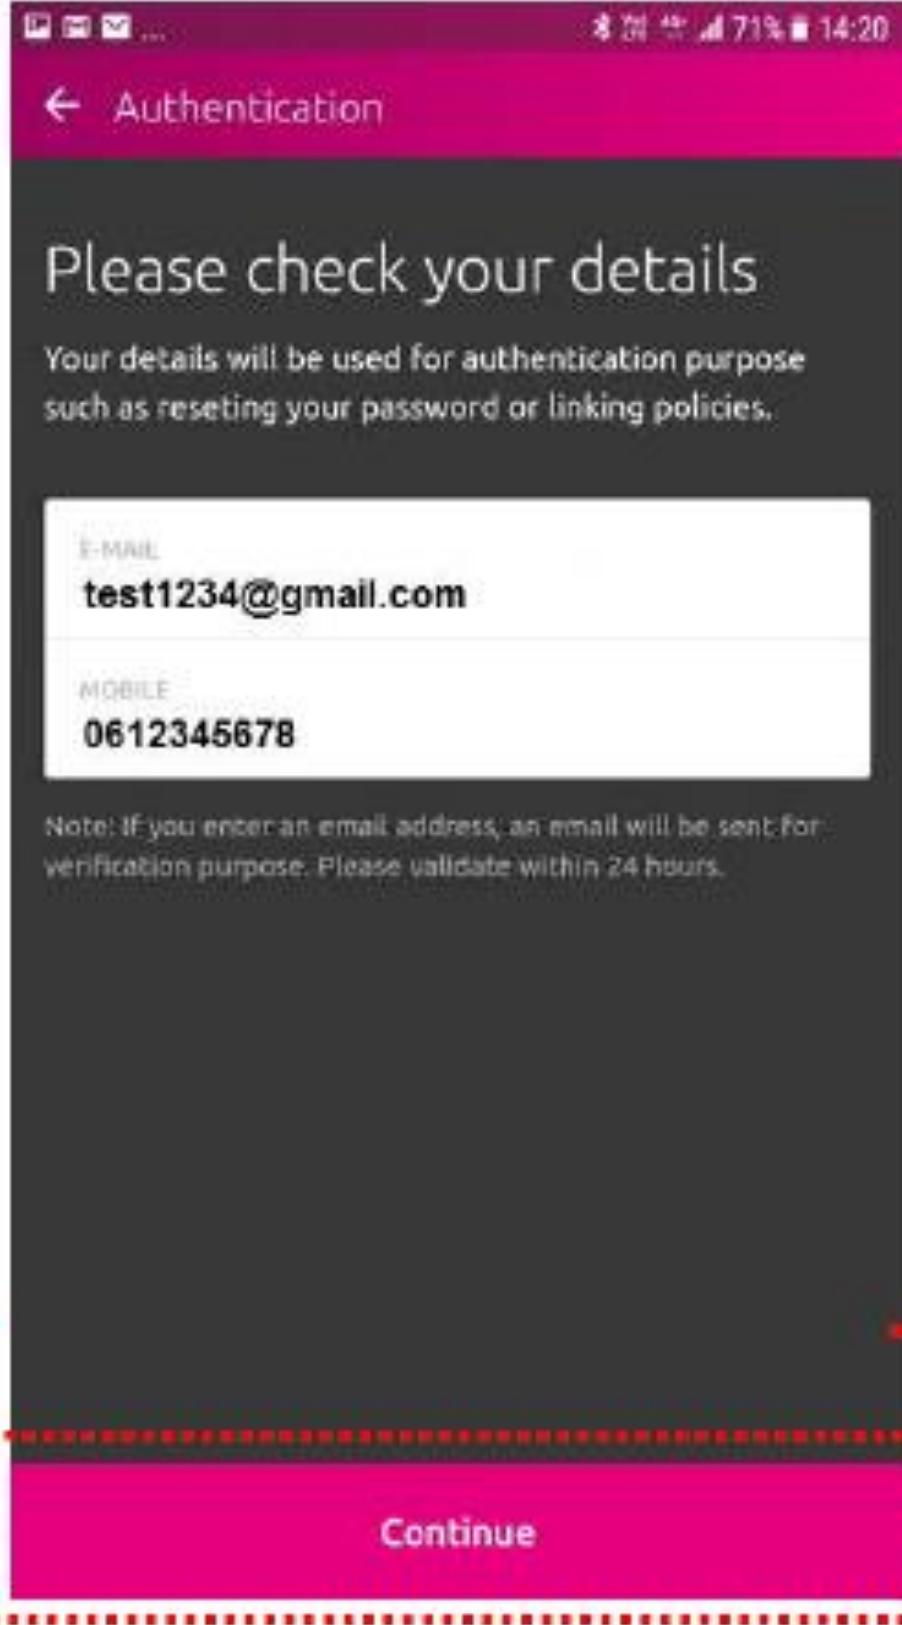 ... 71% 14:20
Authentication
Please check your details
Your details will be used for authentication purpose
such as reseting your password or linking policies.
E-MAIL
test1234@gmail.com
MOBILE
0612345678
Note: If you enter an email address, an email will be sent for
verification purpose. Please validate within 24 hours.
Continue